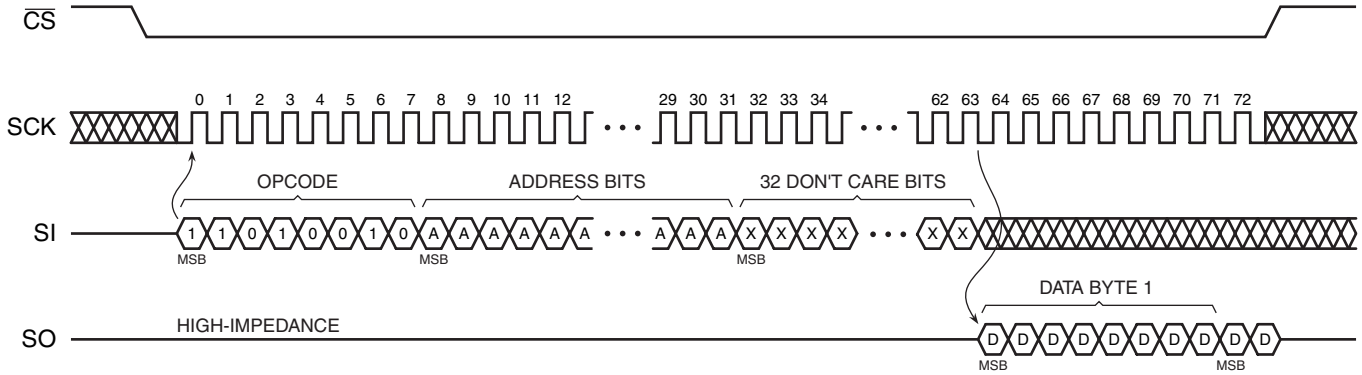 CS
0 1 2 3 4 5 6 7 8 9 10 11 12 29 30 31 32 33 34 62 63 64 65 66 67 68 69 70 71 72
SCK
OPCODE ADDRESS BITS 32 DON'T CARE BITS
SI 1 1 0 1 0 0 1 0 A A A A A A A A A X X X X X X
MSB MSB MSB
DATA BYTE 1
HIGH-IMPEDANCE
SO D D D D D D D D D D
MSB MSB